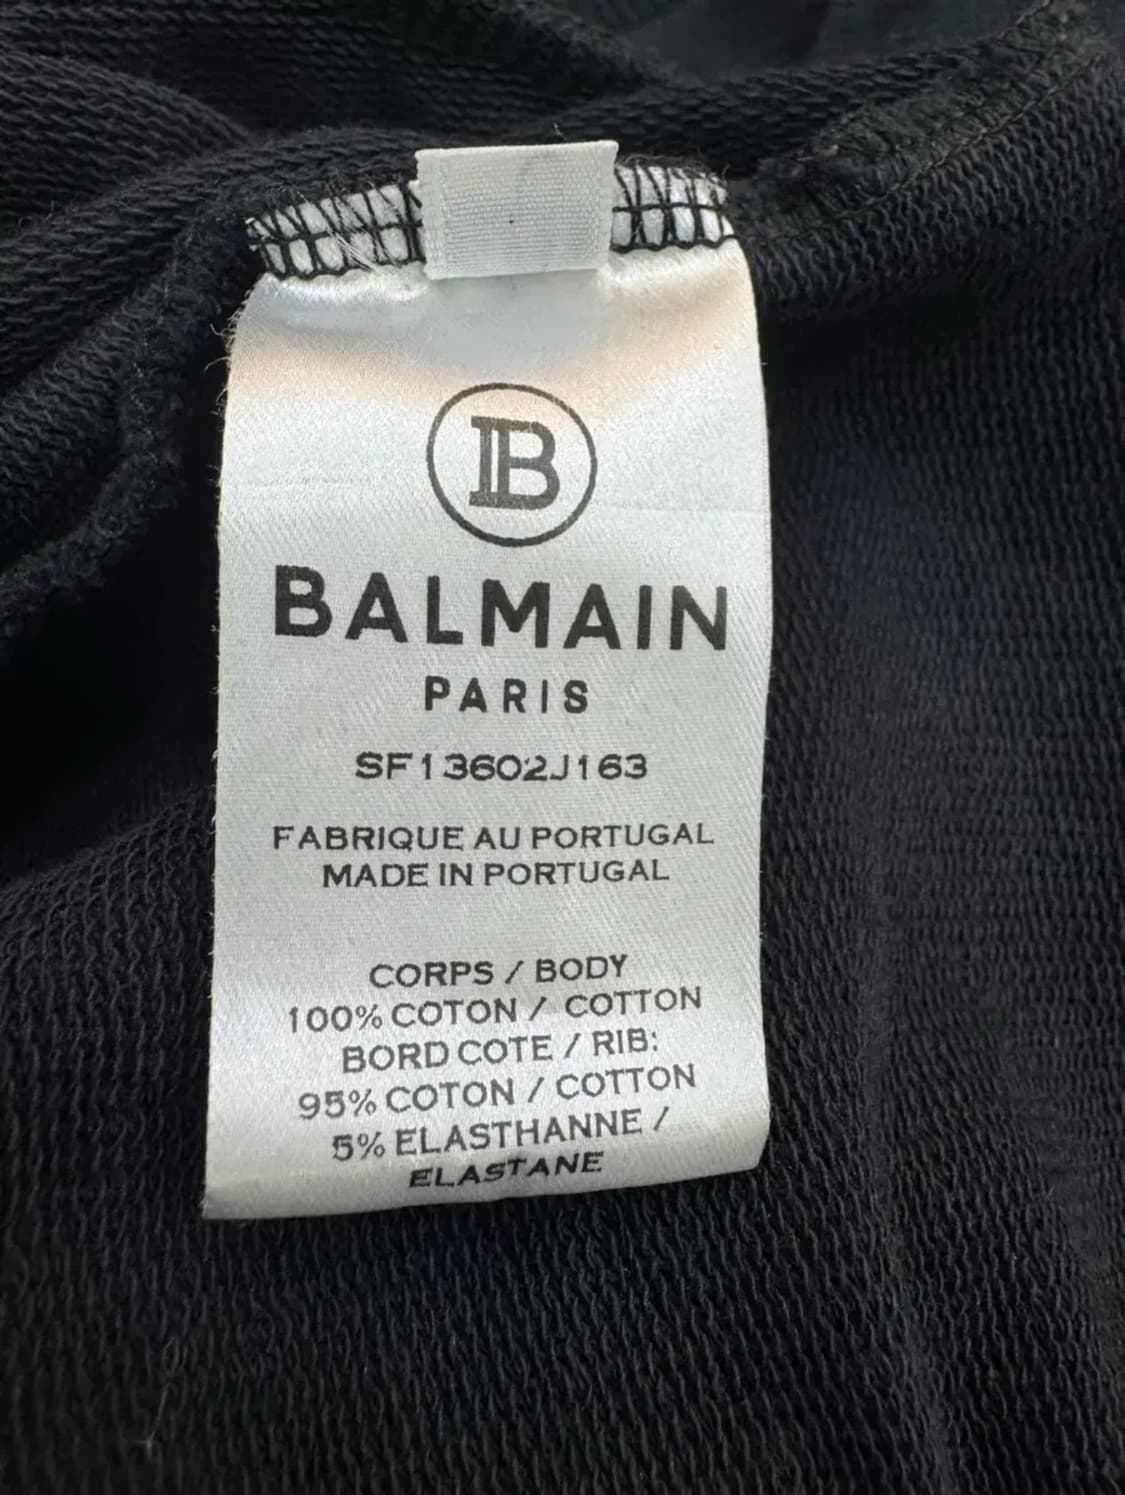 B
BALMAIN
PARIS
SF13602J163
FABRIQUE AU PORTUGAL
MADE IN PORTUGAL
CORPS / BODY
100% COTON / COTTON
BORD COTE / RIB:
95% COTON / COTTON
5% ELASTHANNE /
ELASTANE